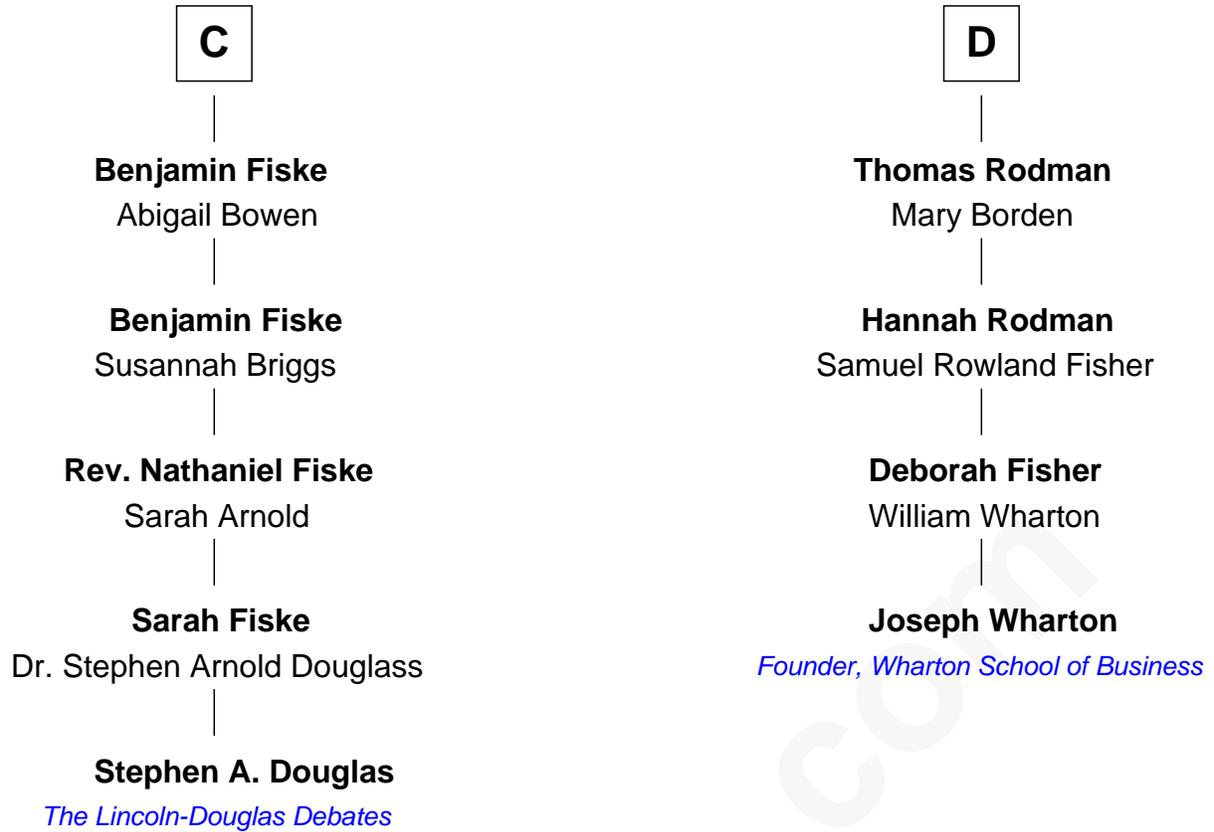 C
Benjamin Fiske
Abigail Bowen
Benjamin Fiske
Susannah Briggs
Rev. Nathaniel Fiske
Sarah Arnold
Sarah Fiske
Dr. Stephen Arnold Douglass
Stephen A. Douglas
The Lincoln-Douglas Debates
D
Thomas Rodman
Mary Borden
Hannah Rodman
Samuel Rowland Fisher
Deborah Fisher
William Wharton
Joseph Wharton
Founder, Wharton School of Business
com